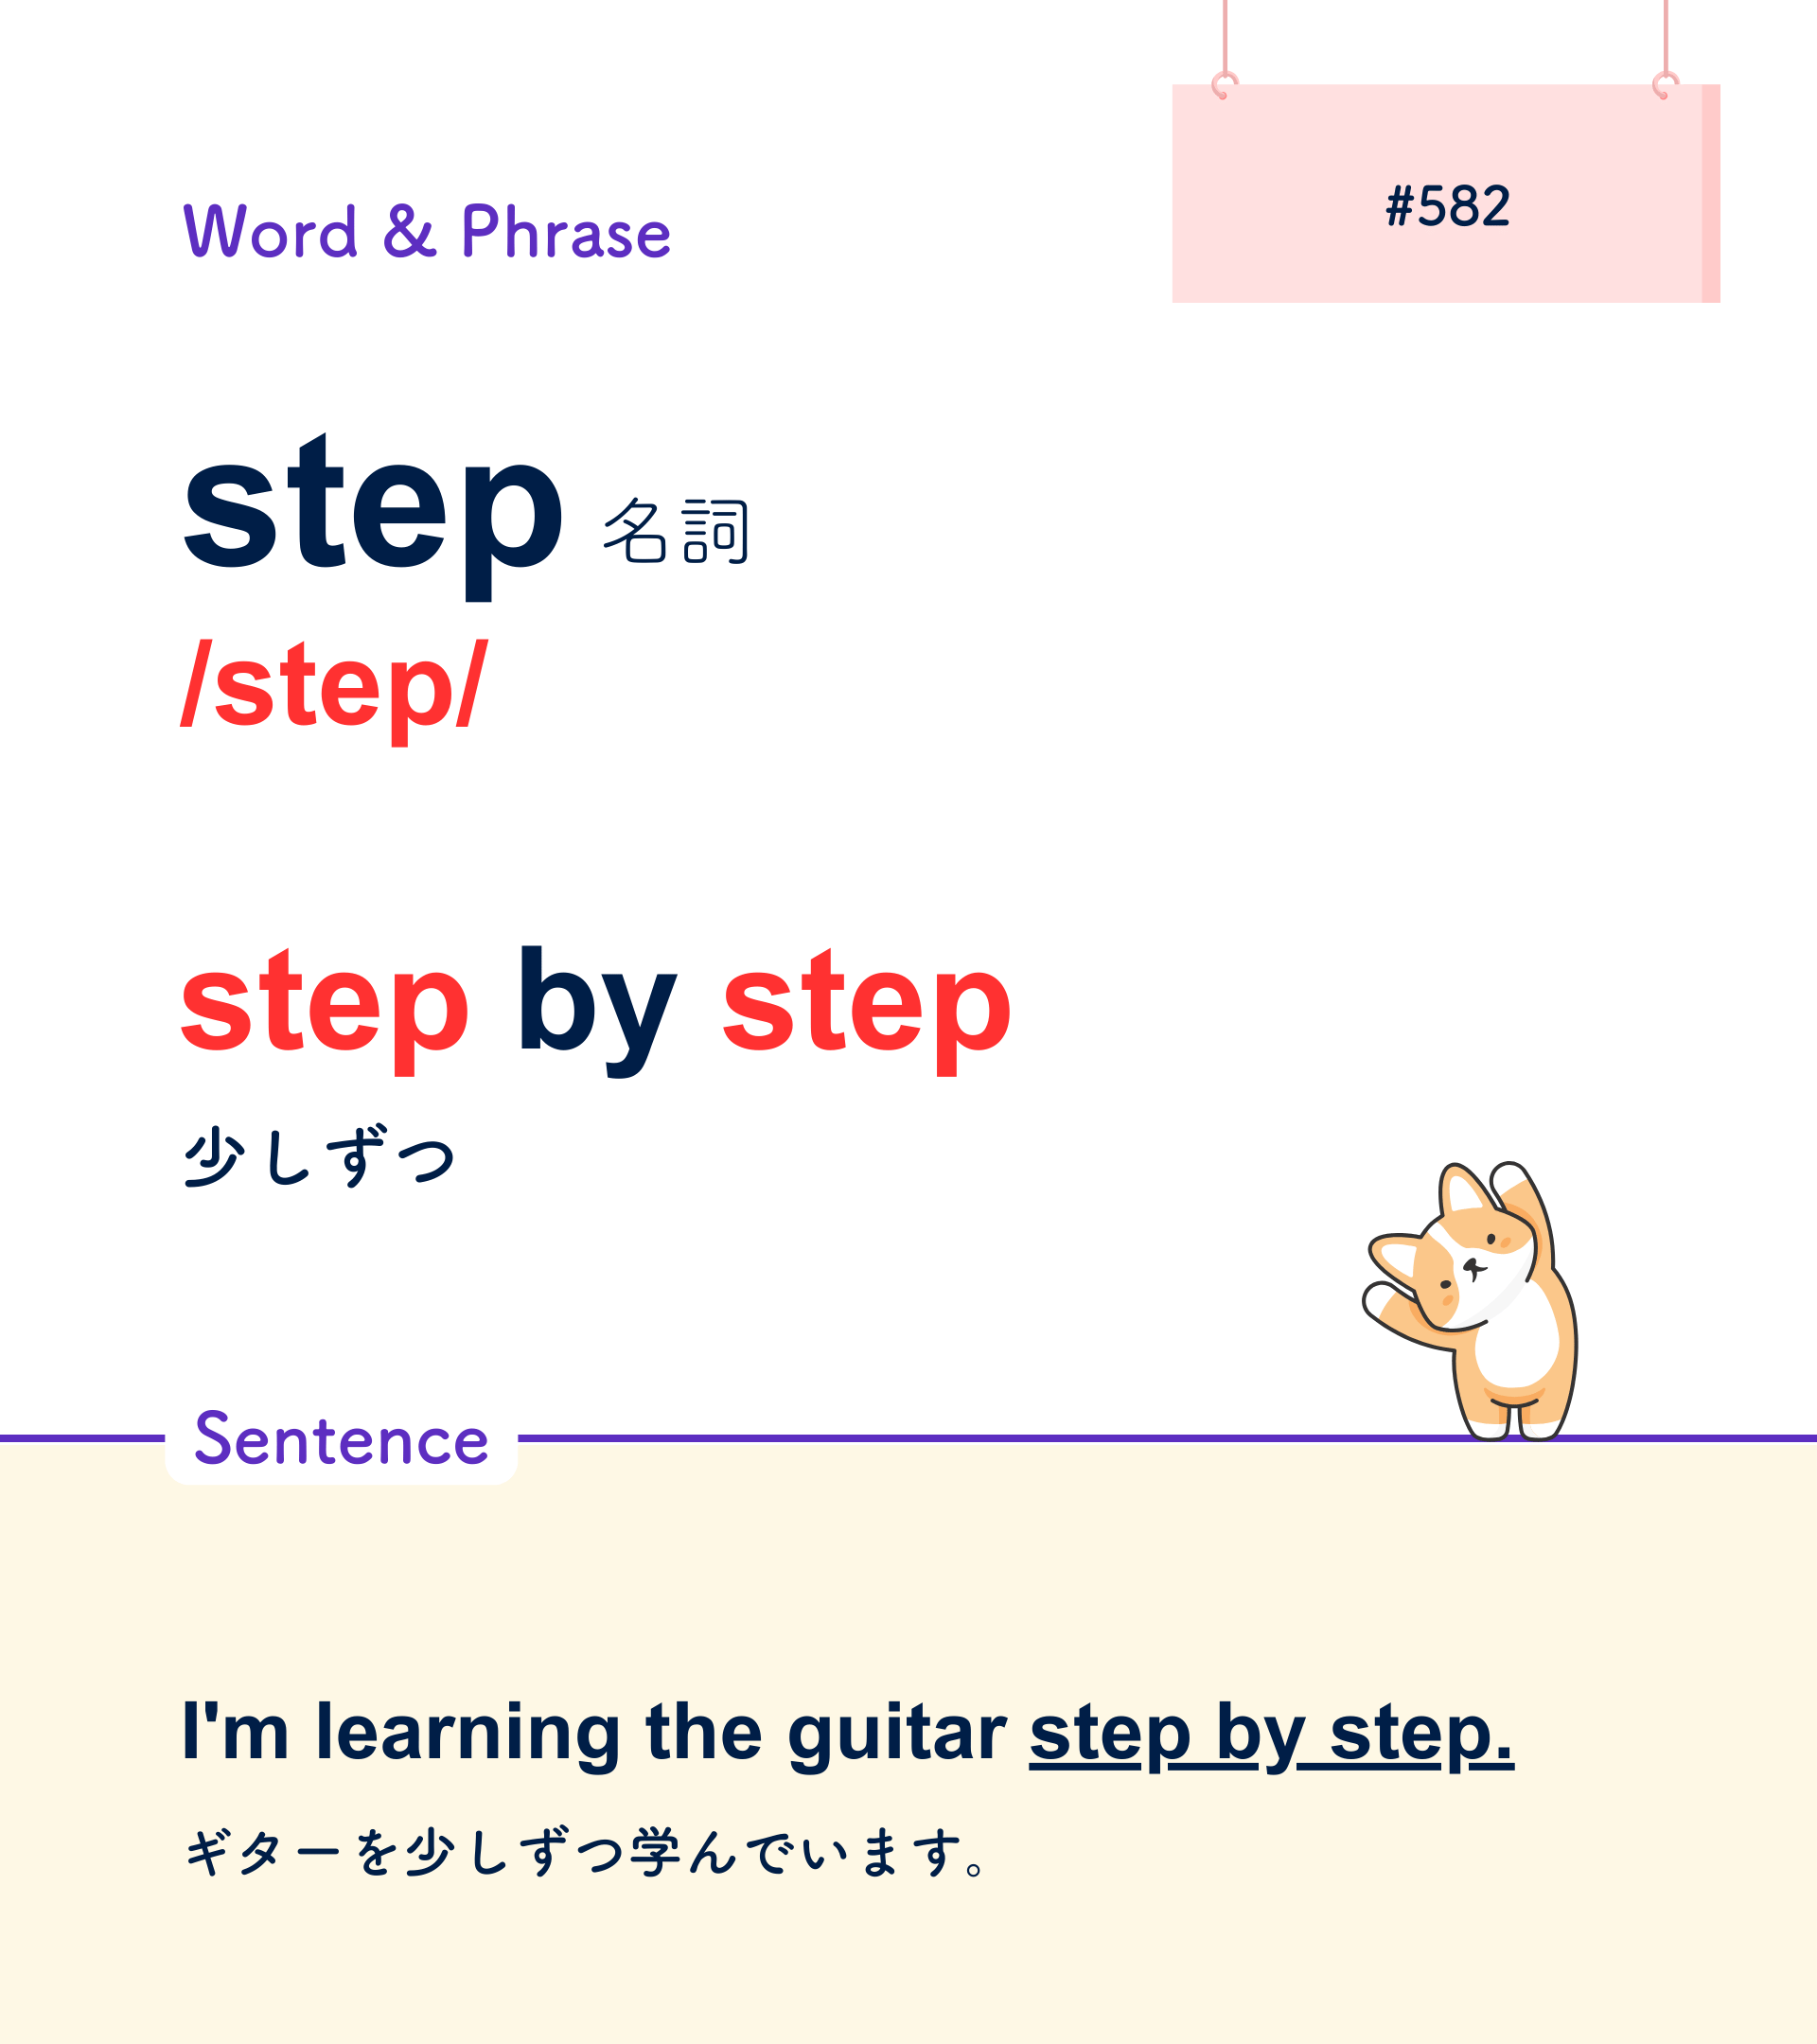 Word & Phrase
#582
step 名詞
/step/
step by step
少しずつ
Sentence
I'm learning the guitar step by step.
ギターを少しずつ学んでいます。